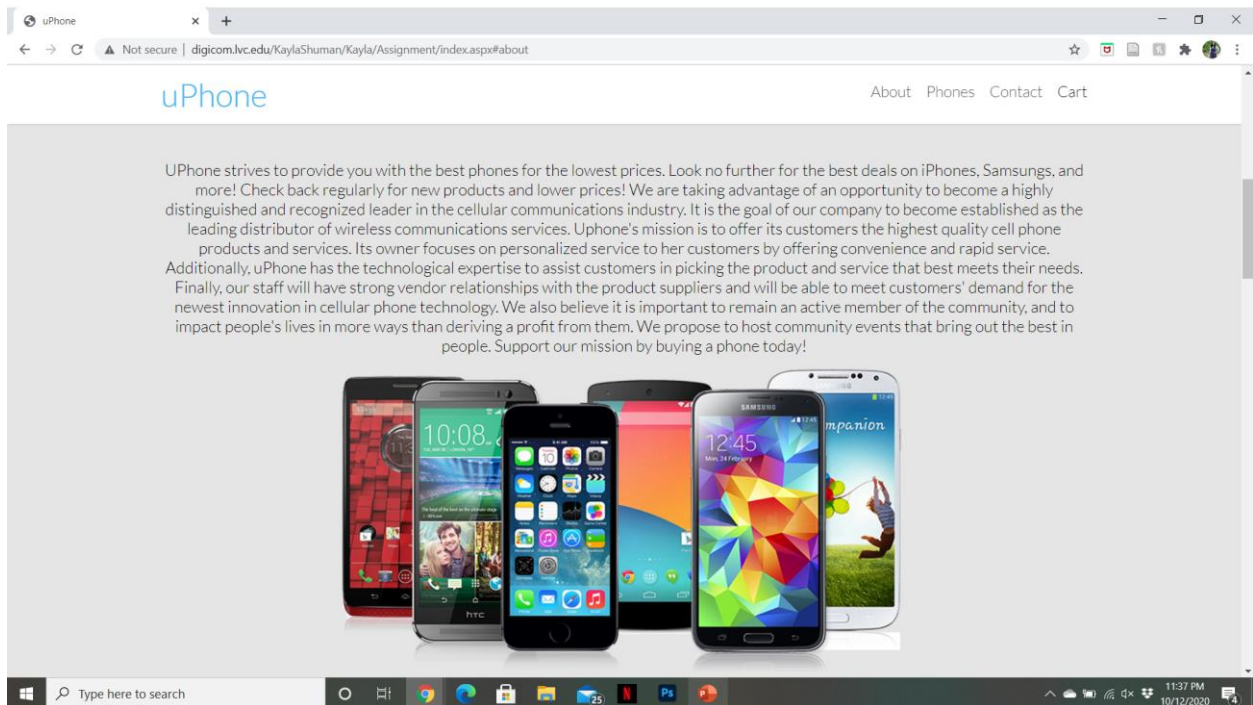 uPhone
Not secure | digicom.lvc.edu/KaylaShuman/Kayla/Assignment/index.aspx#about
uPhone
About Phones Contact Cart
UPhone strives to provide you with the best phones for the lowest prices. Look no further for the best deals on iPhones, Samsungs, and
more! Check back regularly for new products and lower prices! We are taking advantage of an opportunity to become a highly
distinguished and recognized leader in the cellular communications industry. It is the goal of our company to become established as the
leading distributor of wireless communications services. Uphone's mission is to offer its customers the highest quality cell phone
products and services. Its owner focuses on personalized service to her customers by offering convenience and rapid service.
Additionally, uPhone has the technological expertise to assist customers in picking the product and service that best meets their needs.
Finally, our staff will have strong vendor relationships with the product suppliers and will be able to meet customers' demand for the
newest innovation in cellular phone technology. We also believe it is important to remain an active member of the community, and to
impact people's lives in more ways than deriving a profit from them. We propose to host community events that bring out the best in
people. Support our mission by buying a phone today!
SAMSUNG
12:45
mpanion
10:08
12:45
Mon, 24 February
hTC
Type here to search
25
N
Ps
11:37 PM
10/12/2020
4